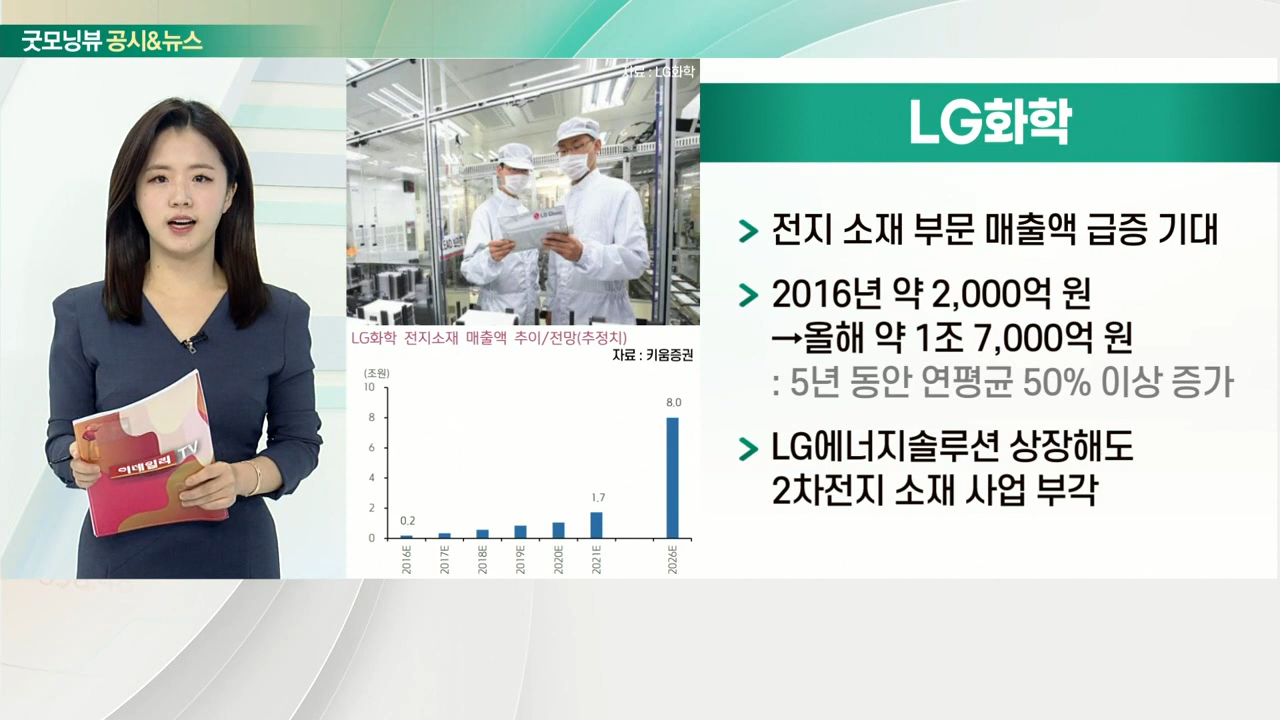 굿모닝뷰 공시&뉴스
자료 : LG화학
LG화학
LG Chem
전지 소재 부문 매출액 급증 기대
2016년 약 2,000억 원
→올해 약 1조 7,000억 원
: 5년 동안 연평균 50% 이상 증가
LG에너지솔루션 상장해도
2차전지 소재 사업 부각
이데일리 TV
LG화학 전지소재 매출액 추이/전망(추정치)
자료 : 키움증권
(조원)
10
8
6
4
2
0
0.2
1.7
8.0
2016E
2017E
2018E
2019E
2020E
2021E
2026E